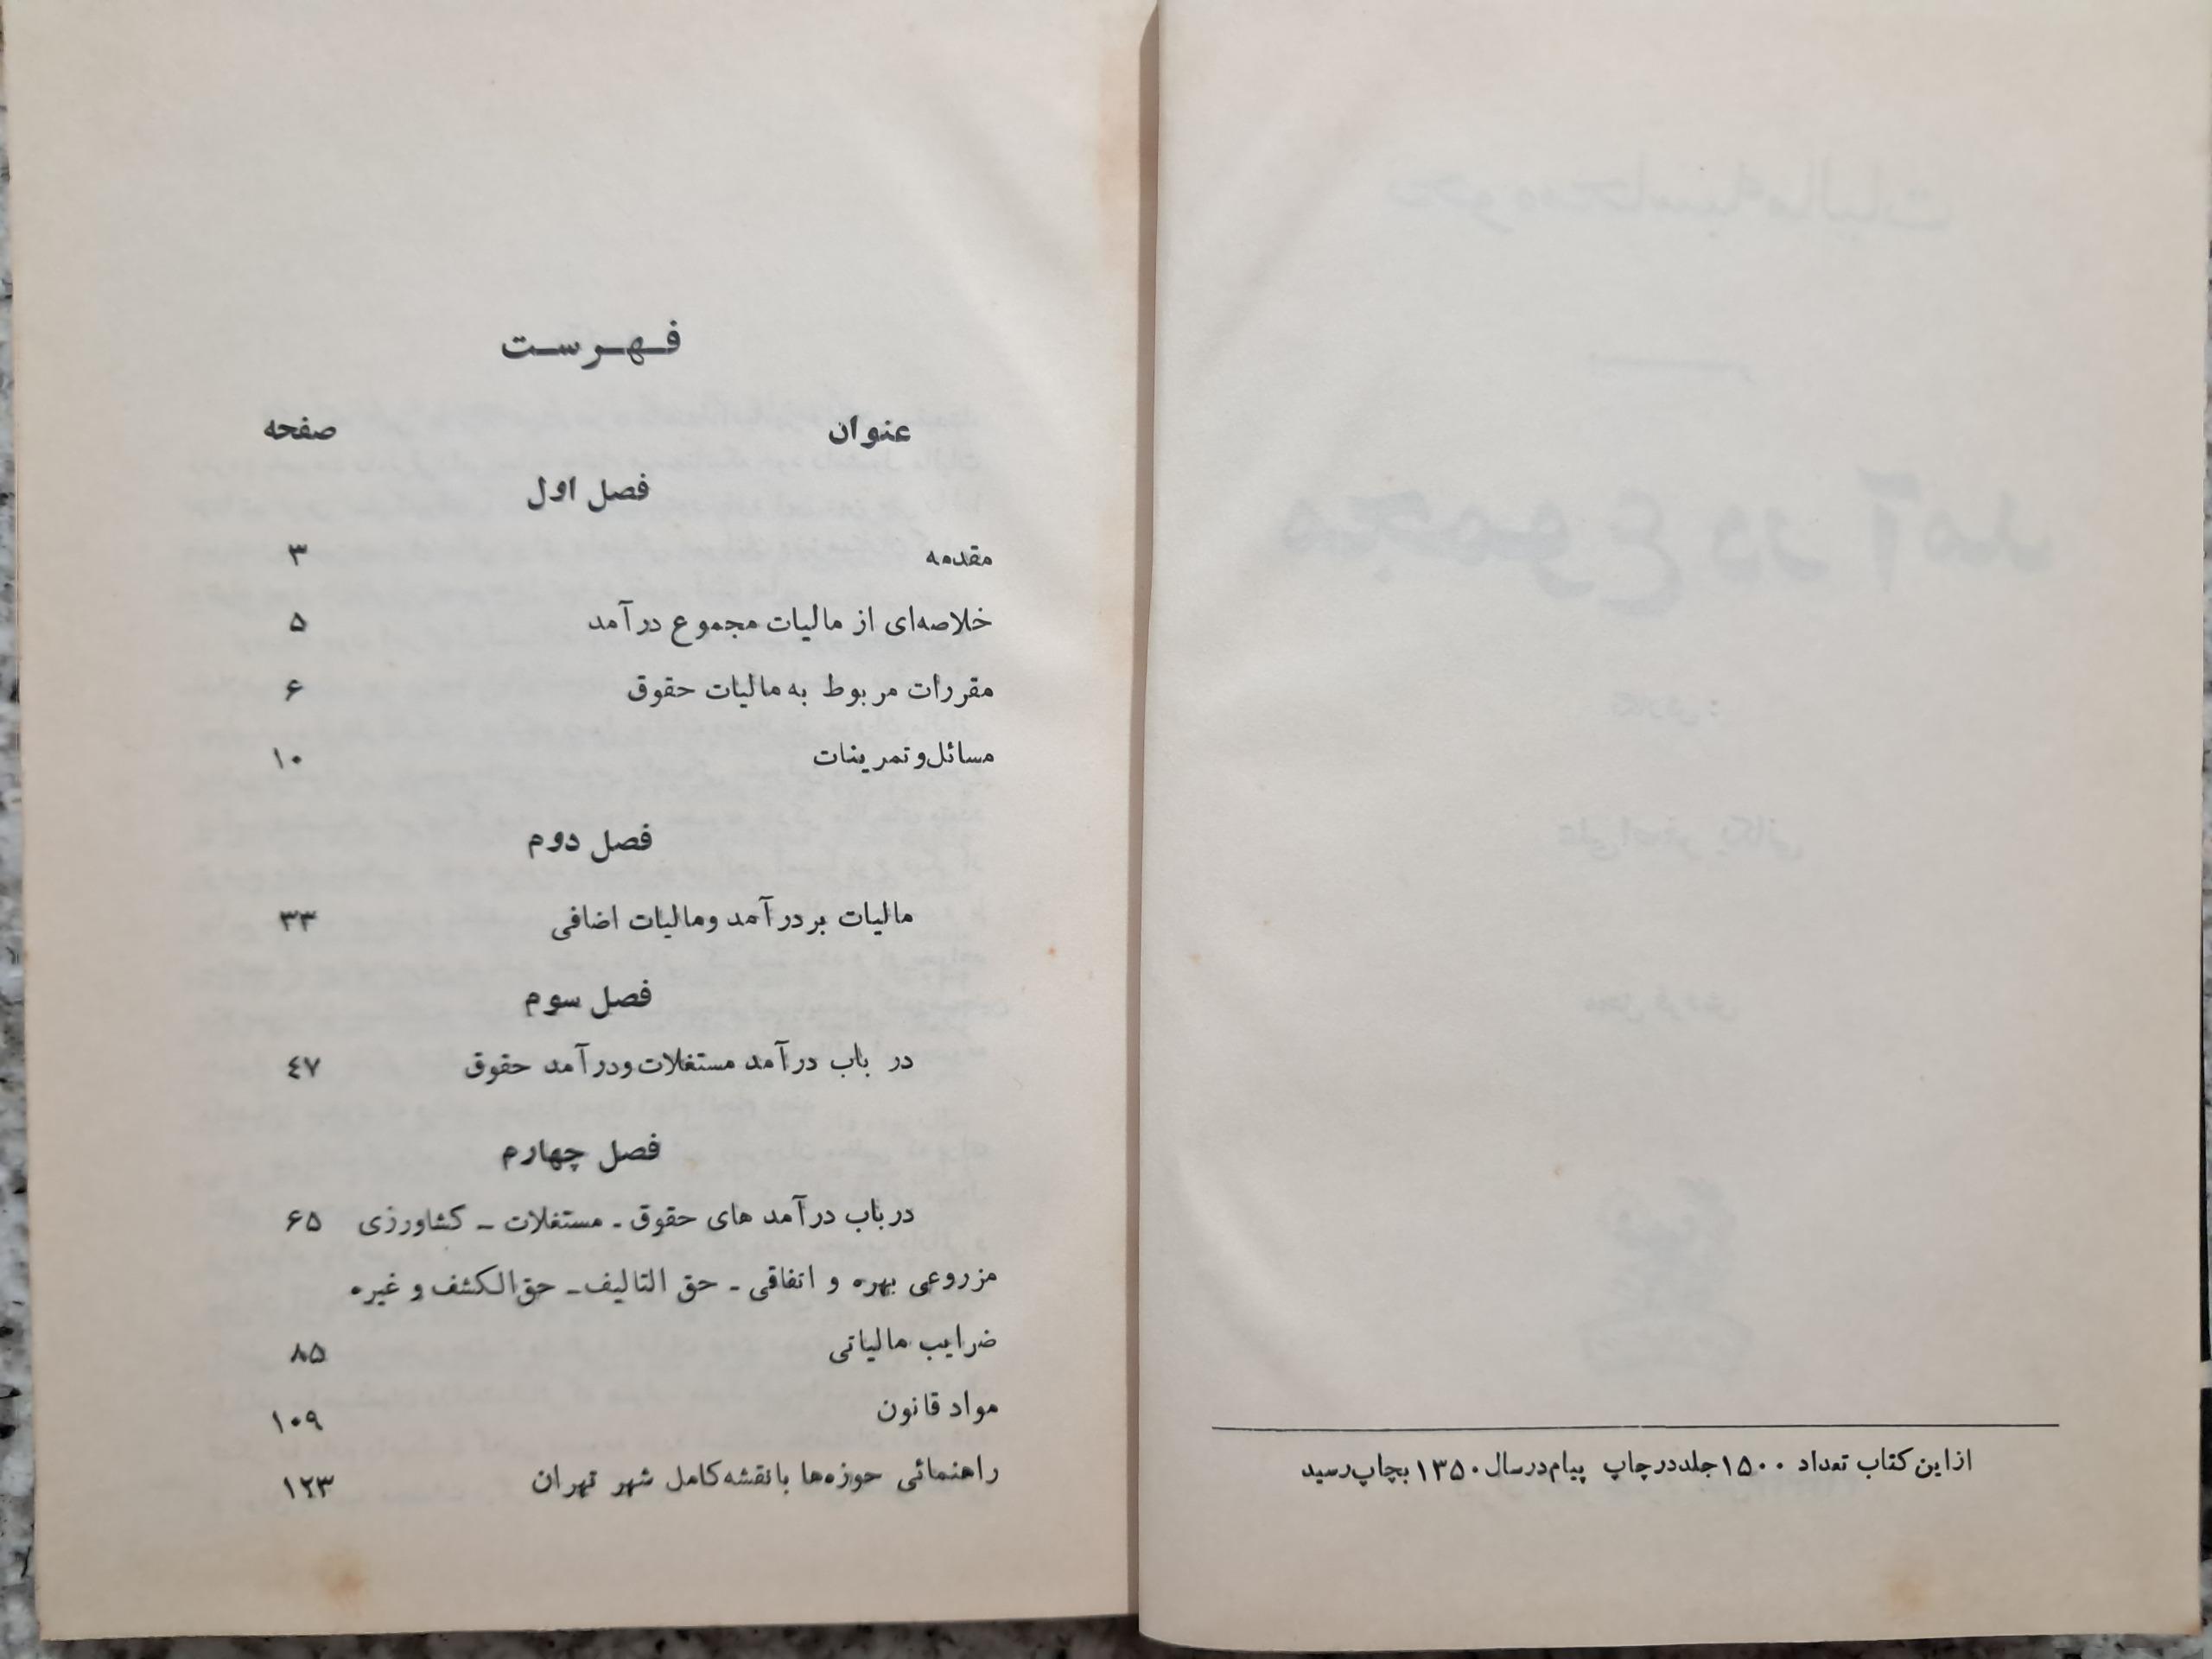 از این کتاب تعداد ۱۵۰۰ جلد در چاپ پیام در سال ۱۳۵۰ بچاپ رسید
فهرست
عنوان صفحه
فصل اول
مقدمه ۳
خلاصه‌ای از مالیات مجموع درآمد ۵
مقررات مربوط به مالیات حقوق ۶
مسائل و تمرینات ۱۰
فصل دوم
مالیات بر درآمد و مالیات اضافی ۳۳
فصل سوم
در باب درآمد مستغلات و درآمد حقوق ٤٧
فصل چهارم
در باب درآمد های حقوق ـ مستغلات ـ کشاورزی ۶۵
مزروعی بهره و اتفاقی ـ حق التالیف ـ حق‌الکشف و غیره
ضرایب مالیاتی ۸۵
مواد قانون ۱۰۹
راهنمائی حوزه‌ها با نقشه کامل شهر تهران ۱۲۳